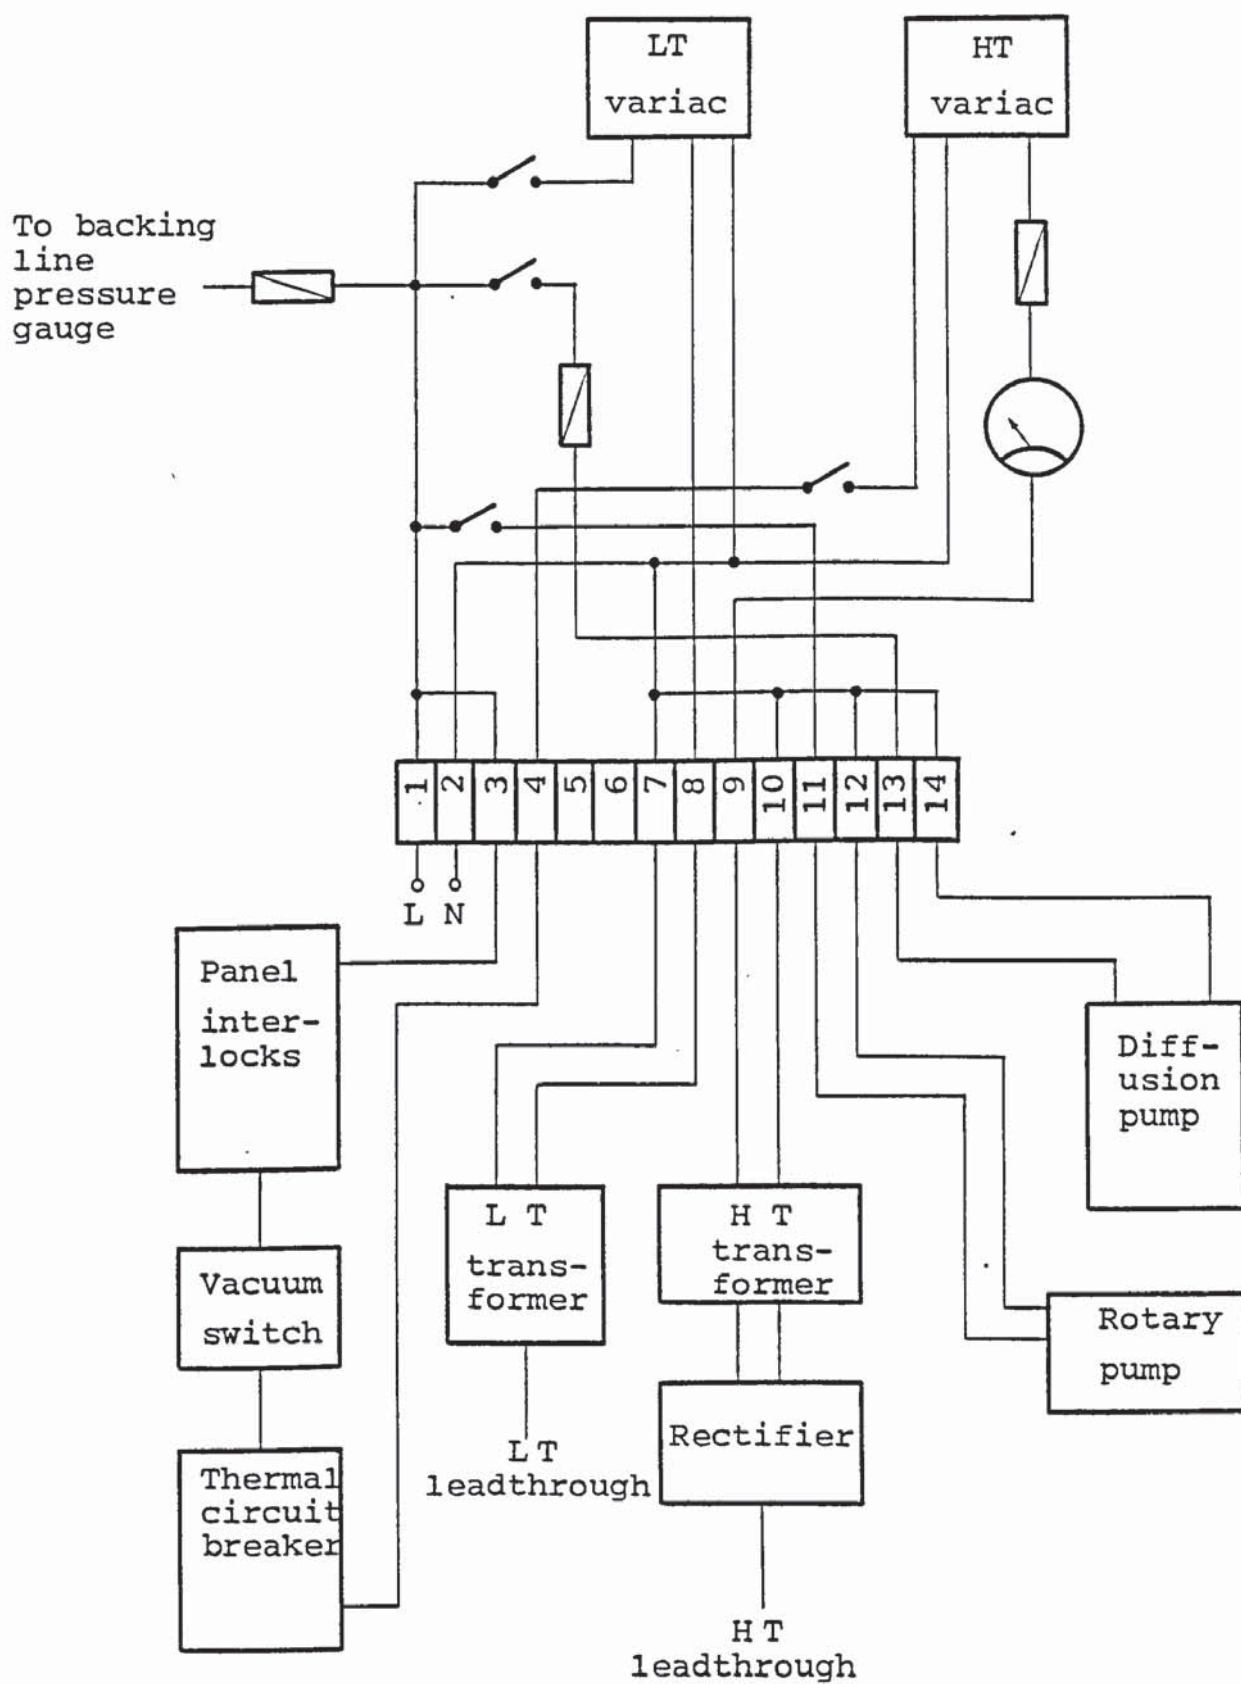 LT
variac
HT
variac
To backing
line
pressure
gauge
1
2
3
4
5
6
7
8
9
10
11
12
13
14
L N
Panel
inter-
locks
Diff-
usion
pump
L T
trans-
former
H T
trans-
former
Vacuum
switch
Rotary
pump
Rectifier
Thermal
circuit
breaker
L T
leadthrough
H T
leadthrough